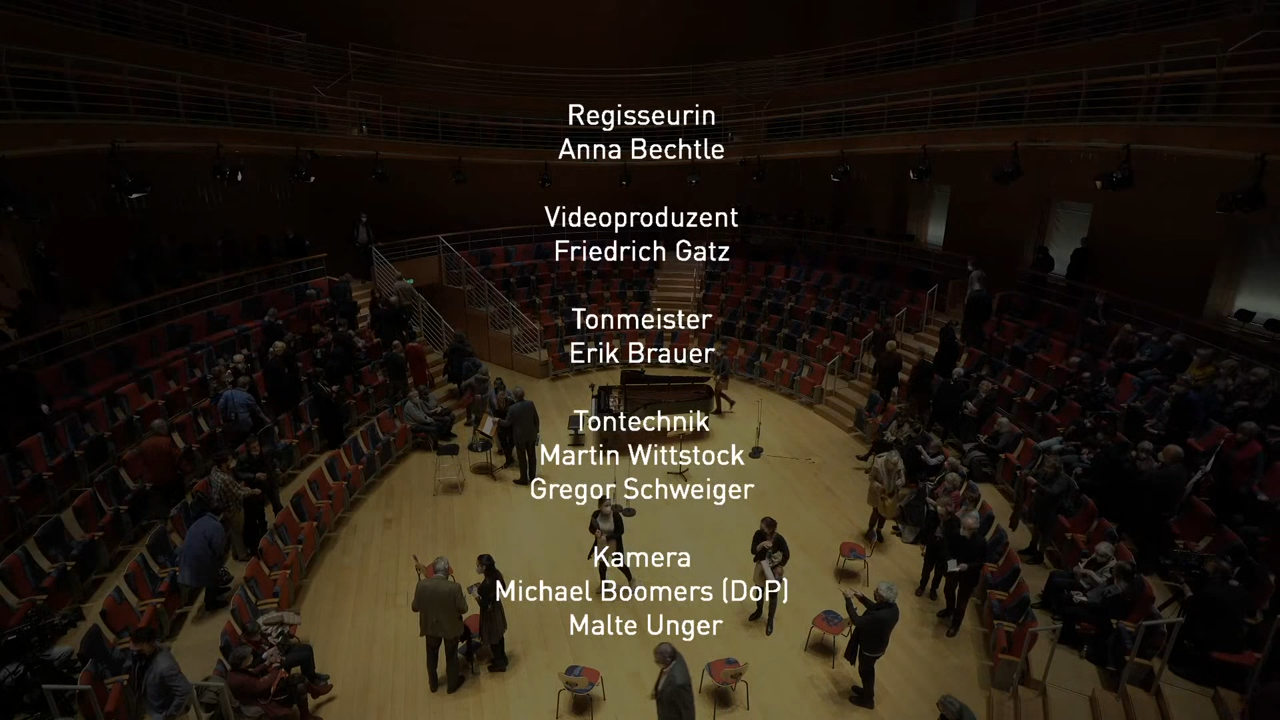 Regisseurin
Anna Bechtle
Videoproduzent
Friedrich Gatz
Tonmeister
Erik Brauer
Tontechnik
Martin Wittstock
Gregor Schweiger
Kamera
Michael Boomers (DoP)
Malte Unger